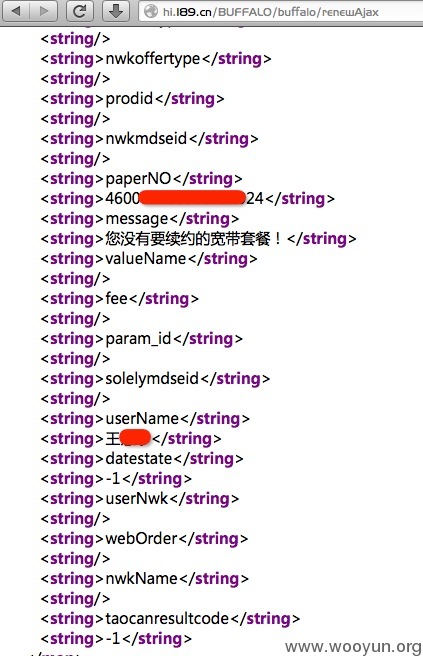 hi.189.cn/BUFFALO/buffalo/renewAjax
<string/>
<string>nwkoffertype</string>
<string/>
<string>prodid</string>
<string/>
<string>nwkmdseid</string>
<string/>
<string>paperNO</string>
<string>4600 24</string>
<string>message</string>
<string>您没有要续约的宽带套餐！</string>
<string>valueName</string>
<string/>
<string>fee</string>
<string/>
<string>param_id</string>
<string/>
<string>solelymdseid</string>
<string/>
<string>userName</string>
<string>王 </string>
<string>datestate</string>
<string>-1</string>
<string>userNwk</string>
<string/>
<string>webOrder</string>
<string/>
<string>nwkName</string>
<string/>
<string>taocanresultcode</string>
<string>-1</string>
www.wooyun.org